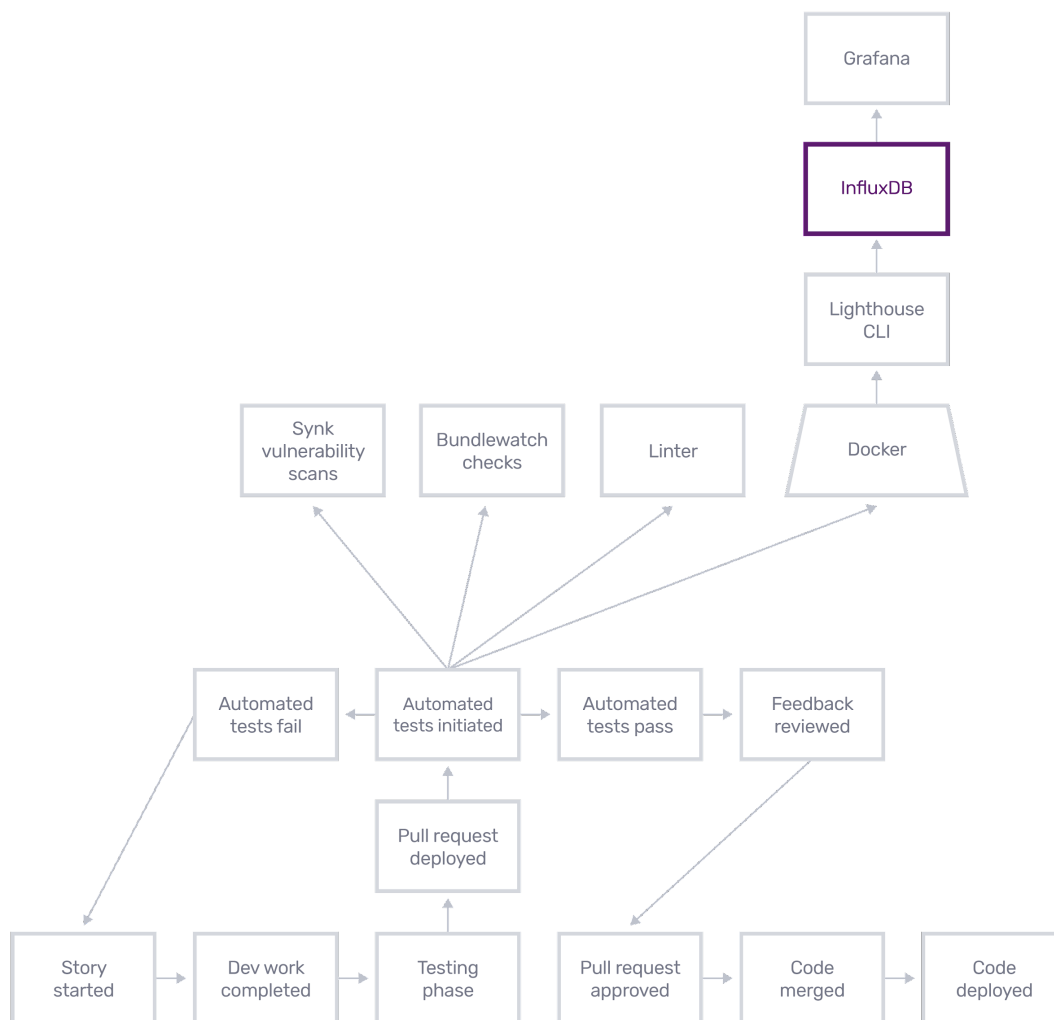 Grafana
InfluxDB
Lighthouse
CLI
Synk
vulnerability
scans
Bundlewatch
checks
Linter
Docker
Automated
tests fail
Automated
tests initiated
Automated
tests pass
Feedback
reviewed
Pull request
deployed
Story
started
Dev work
completed
Testing
phase
Pull request
approved
Code
merged
Code
deployed